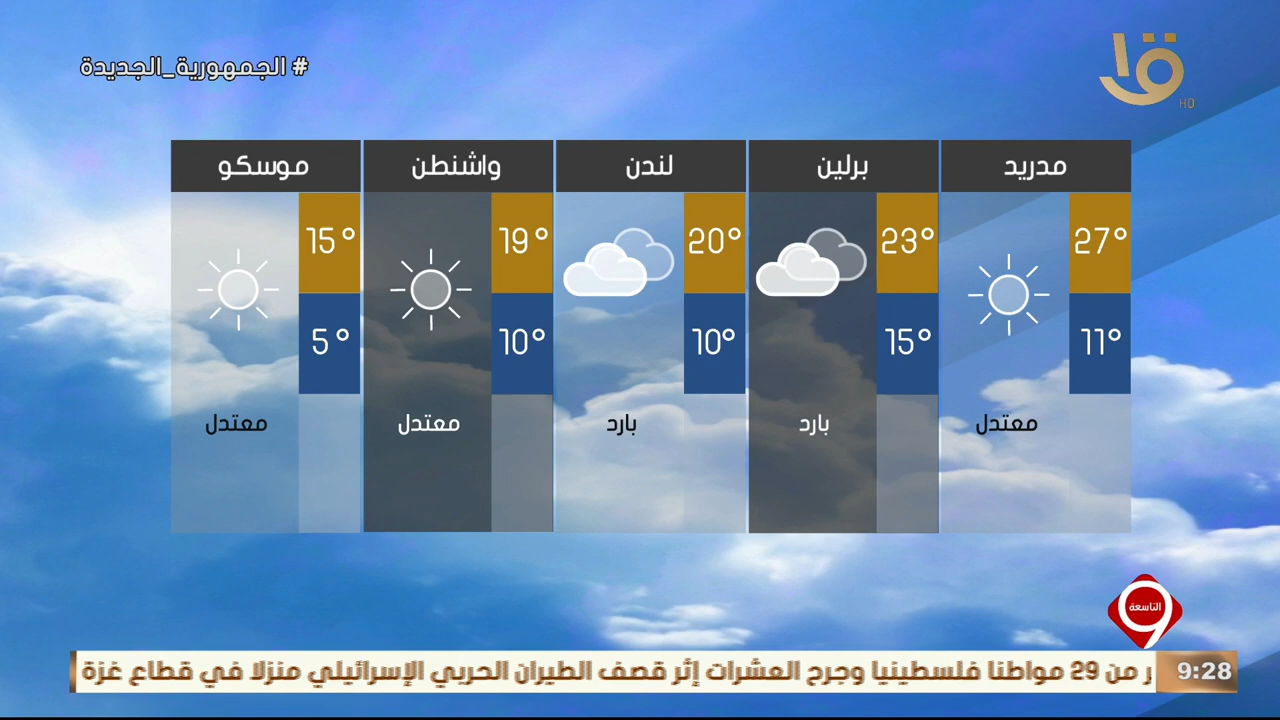 #الجمهورية_الجديدة
HD
مدريد
برلين
لندن
واشنطن
موسكو
27°
23°
20°
19°
15°
11°
15°
10°
10°
5°
معتدل
بارد
بارد
معتدل
معتدل
التاسعة
9
9:28
من 29 مواطنا فلسطينيا وجرح العشرات إثر قصف الطيران الحربي الإسرائيلي منزلا في قطاع غزة